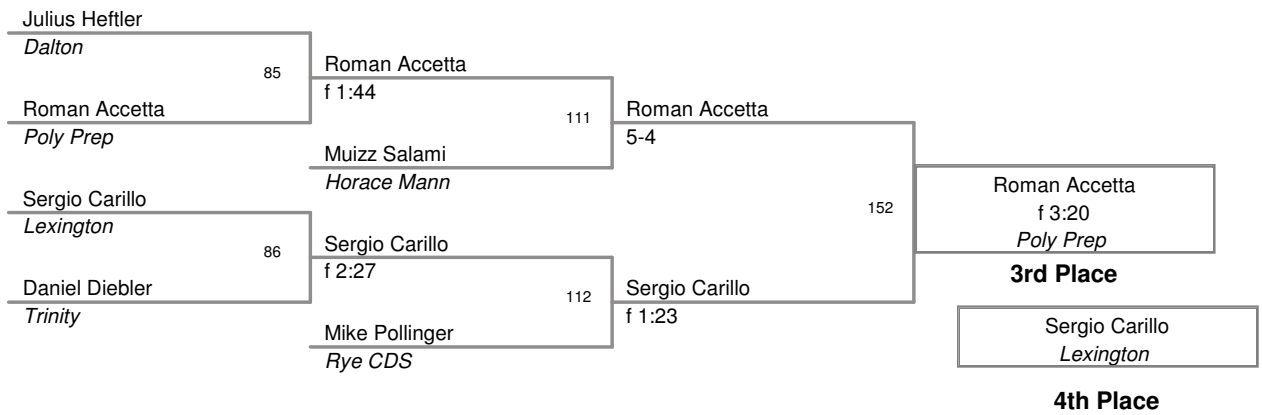 Julius Heftler
Dalton
85
Roman Accetta
f 1:44
Roman Accetta
Poly Prep
111
Roman Accetta
5-4
Muizz Salami
Horace Mann
Sergio Carillo
Lexington
86
Sergio Carillo
f 2:27
Daniel Diebler
Trinity
112
Sergio Carillo
f 1:23
Mike Pollinger
Rye CDS
152
Roman Accetta
f 3:20
Poly Prep
3rd Place
Sergio Carillo
Lexington
4th Place